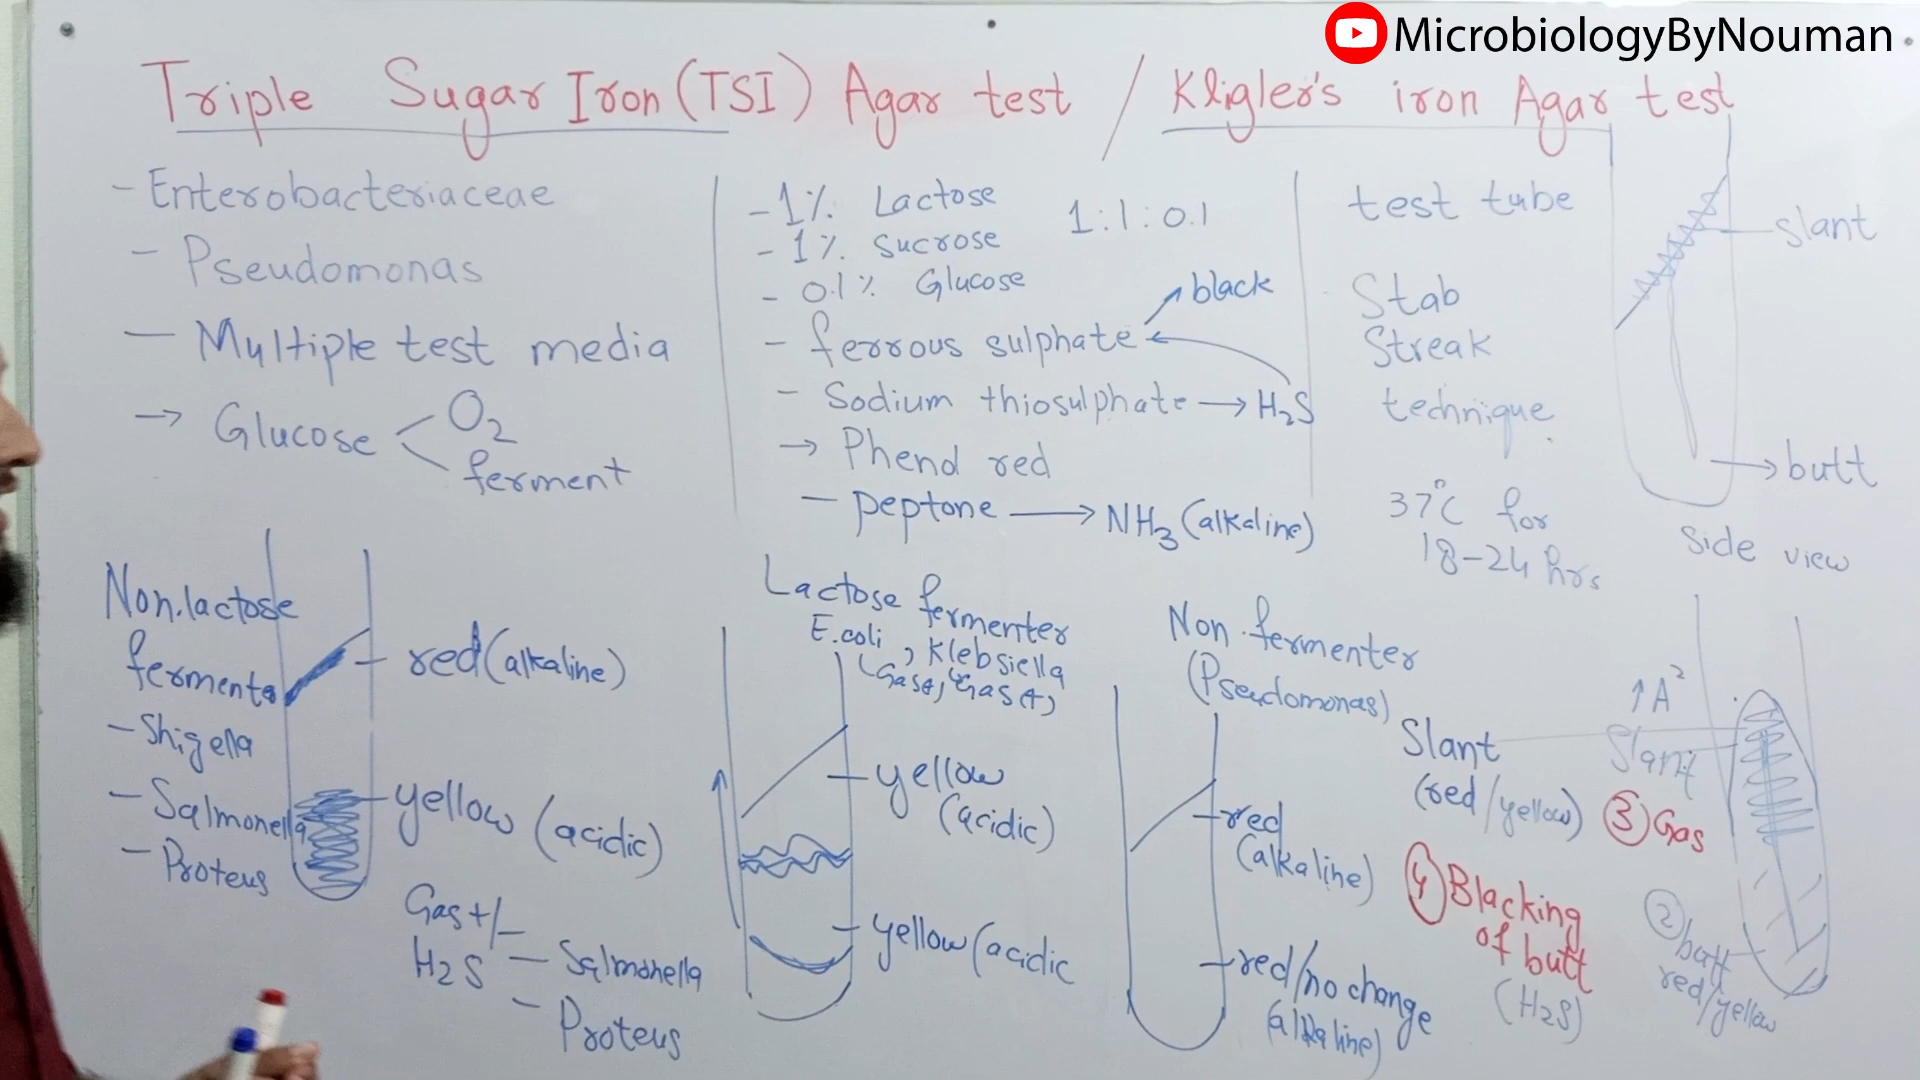 MicrobiologyByNouman
Triple Sugar Iron (TSI) Agar test / Kligler's iron Agar test
- Enterobacteriaceae
- Pseudomonas
- Multiple test media
→ Glucose < O2
ferment
- 1% Lactose
- 1% Sucrose
1:1:0.1
- 0.1% Glucose
black
- ferrous sulphate
- Sodium thiosulphate → H2S
→ Phenol red
- peptone → NH3 (alkaline)
test tube
Stab
Streak
technique
37°C for
18-24 hrs
slant
butt
Side view
Non.lactose
fermente
- Shigella
- Salmonella
- Proteus
red (alkaline)
yellow (acidic)
Gas +/-
H2S - Salmonella
- Proteus
Lactose fermenter
E.coli, Klebsiella
(Gas+, Gas +)
yellow
(acidic)
yellow (acidic
Non fermenter
(Pseudomonas)
red
(alkaline)
red/no change
(alkaline)
Slant
(red/yellow)
↑A²
Slant
③ Gas
④ Blacking
of butt
(H2S)
② butt
red/yellow